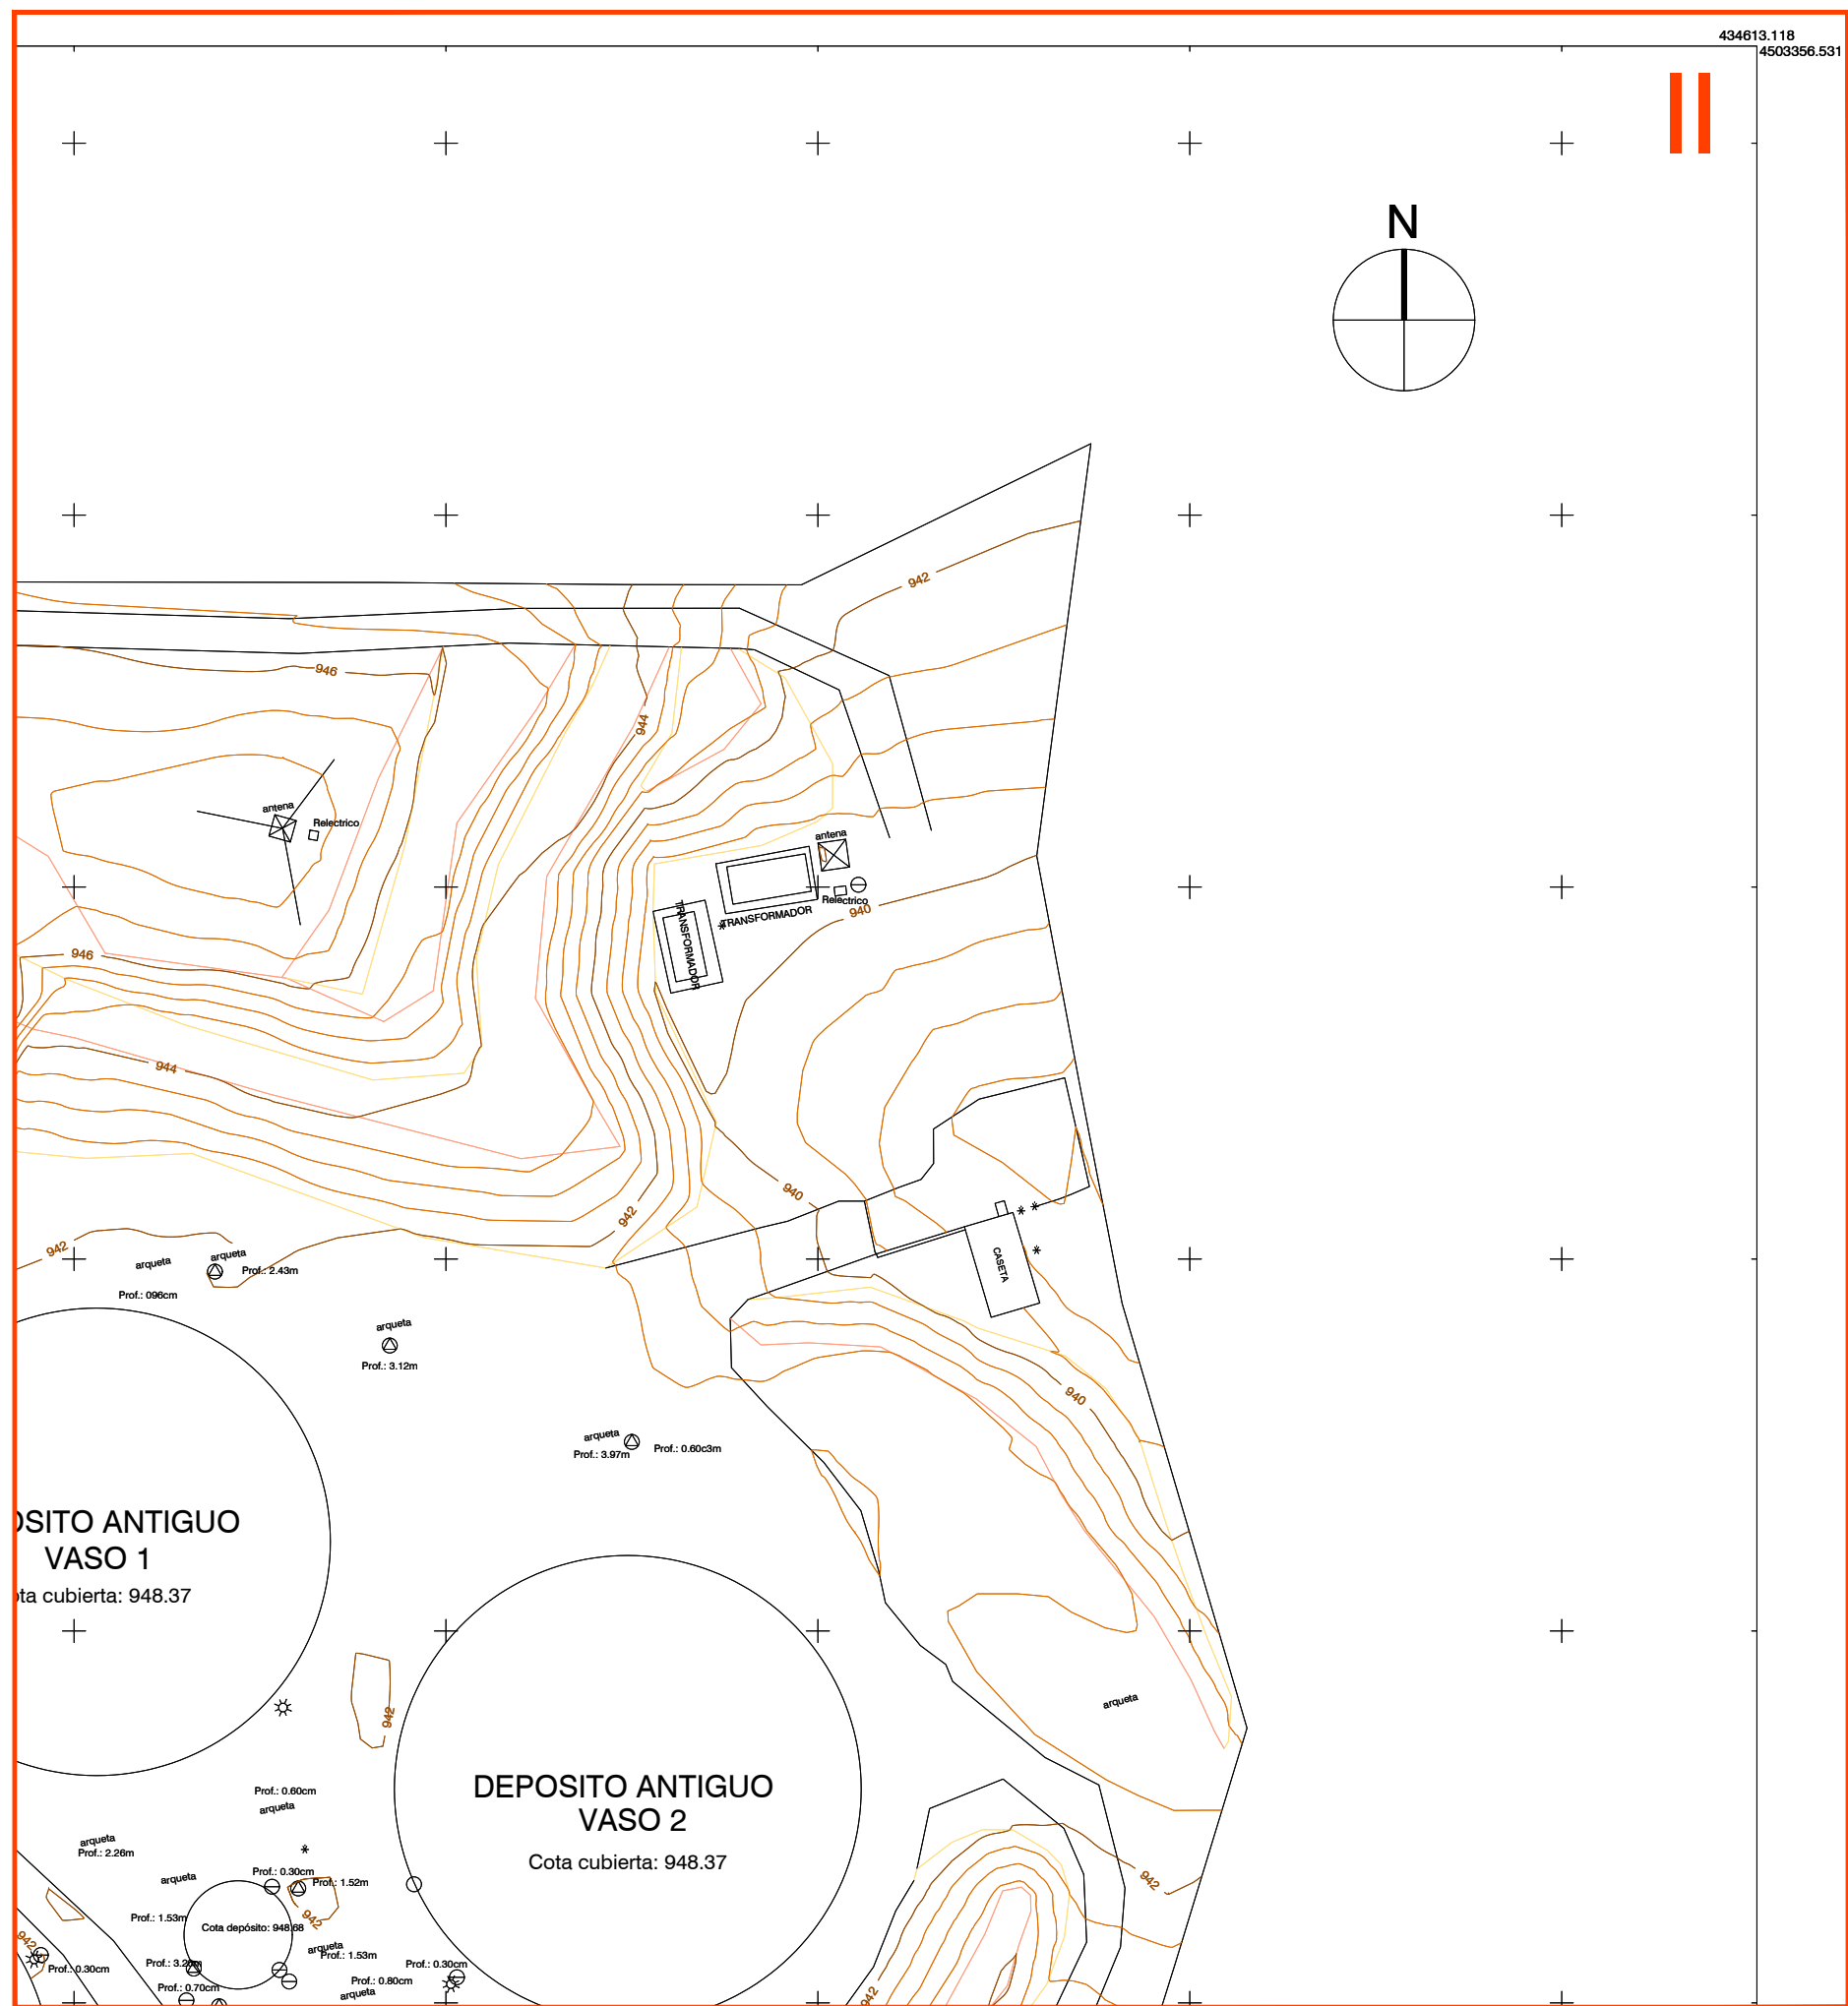 434613.118
4503356.531
II
N
942
946
944
antena
Relectrico
antena
Relectrico
940
TRANSFORMADOR
TRANSFORMADOR
946
944
940
942
942
arqueta
arqueta
Prof.: 2.43m
Prof.: 096cm
CASETA
arqueta
Prof.: 3.12m
940
arqueta
Prof.: 3.97m
Prof.: 0.60c3m
OSITO ANTIGUO
VASO 1
ota cubierta: 948.37
942
arqueta
DEPOSITO ANTIGUO
VASO 2
Cota cubierta: 948.37
Prof.: 0.60cm
arqueta
arqueta
Prof.: 2.26m
arqueta
Prof.: 0.30cm
Prof.: 1.52m
942
942
Prof.: 1.53m
Cota depósito: 948.68
942
arqueta
Prof.: 1.53m
Prof.: 0.30cm
Prof.: 0.30cm
Prof.: 0.80cm
Prof.: 0.70cm
arqueta
942